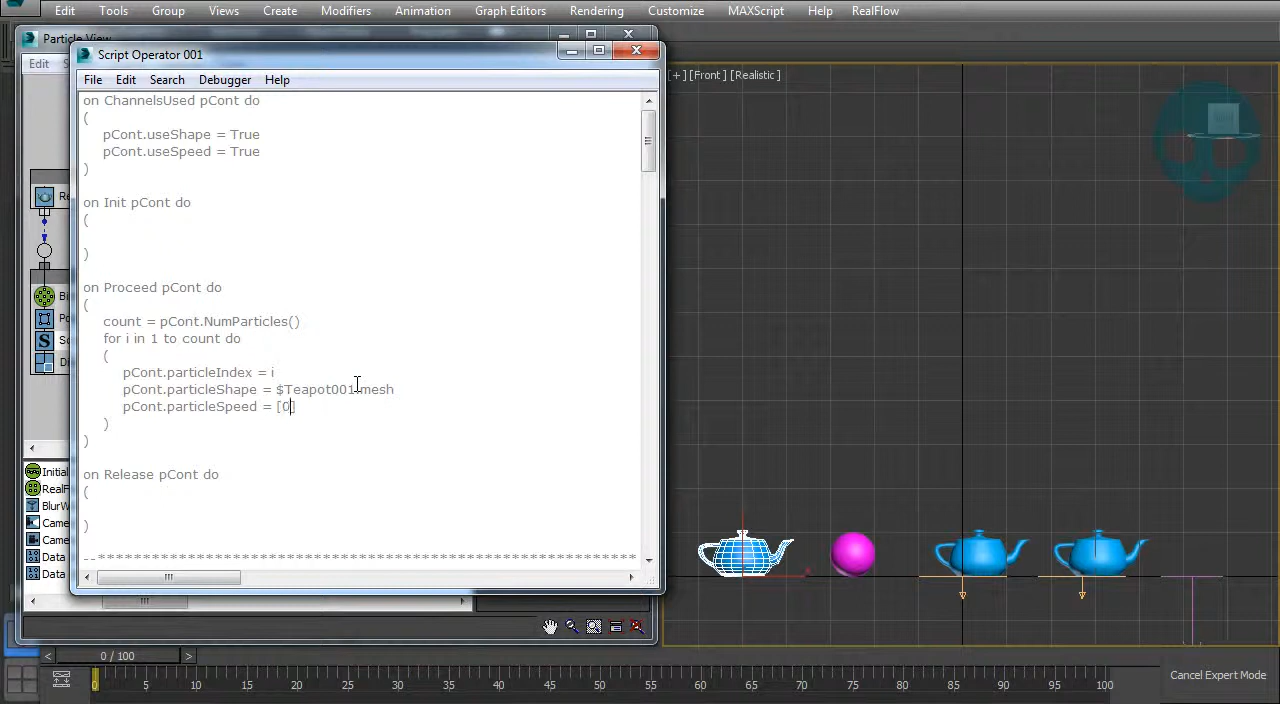 Edit Tools Group Views Create Modifiers Animation Graph Editors Rendering Customize MAXScript Help RealFlow
Particle View
Script Operator 001
Edit
File Edit Search Debugger Help
on ChannelsUsed pCont do
(
pCont.useShape = True
pCont.useSpeed = True
)
on Init pCont do
(
)
on Proceed pCont do
(
count = pCont.NumParticles()
for i in 1 to count do
(
pCont.particleIndex = i
pCont.particleShape = $Teapot001.mesh
pCont.particleSpeed = [0]
)
)
on Release pCont do
(
)
Initial
RealF
BlurW
Came
Came
Data
Data
[+] [Front ] [Realistic ]
< 0 / 100 >
0 5 10 15 20 25 30 35 40 45 50 55 60 65 70 75 80 85 90 95 100
Cancel Expert Mode